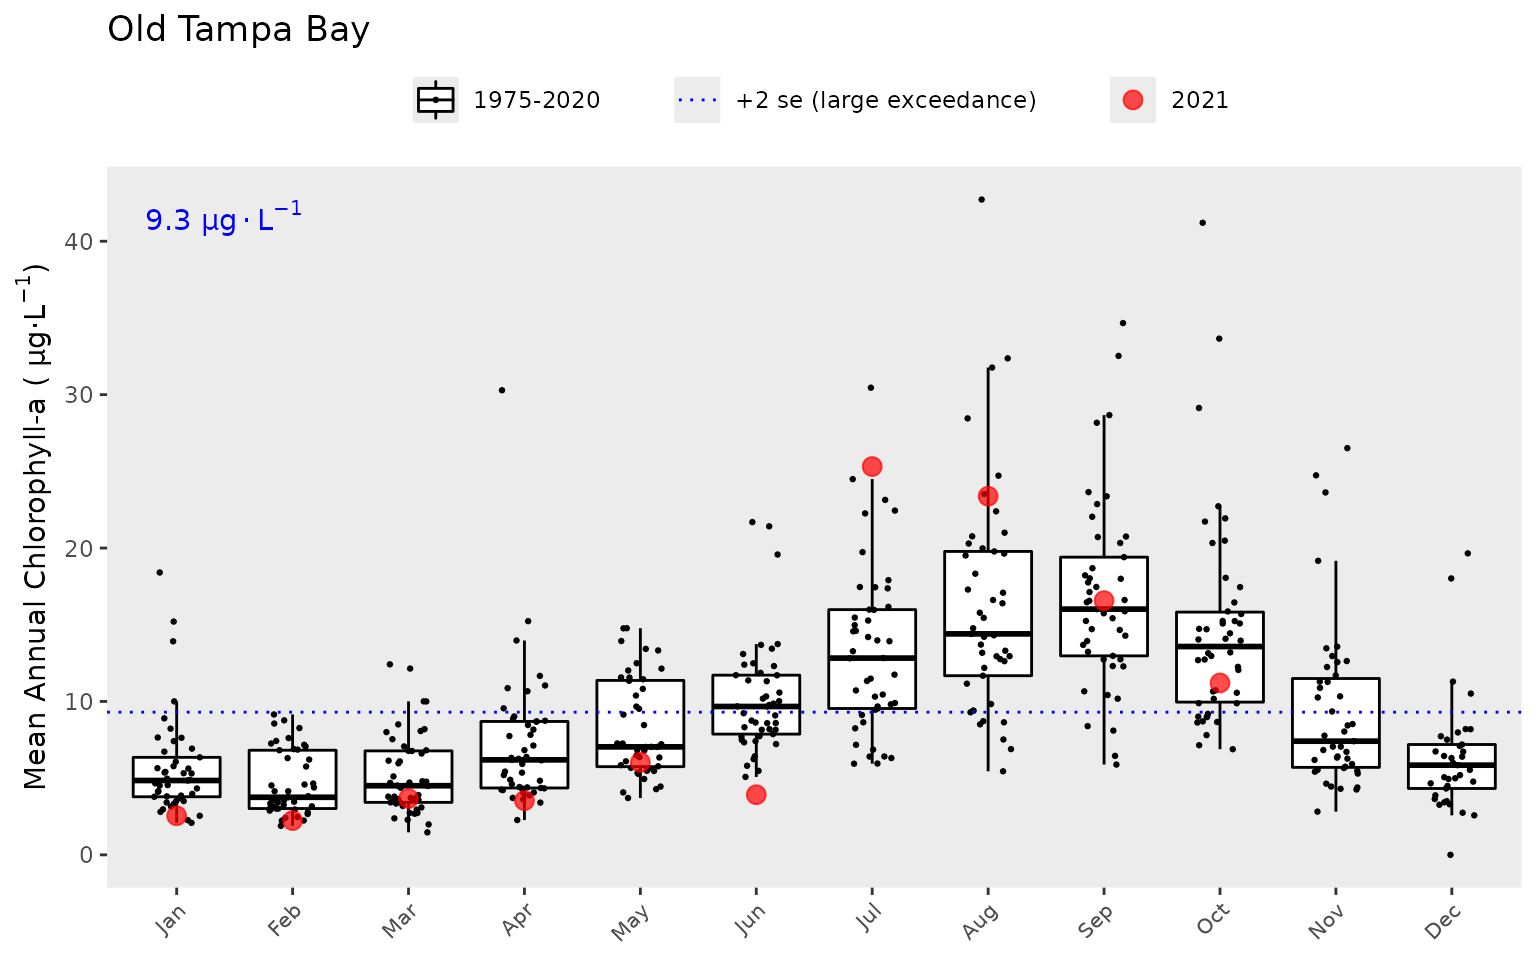 Old Tampa Bay
1975-2020
+2 se (large exceedance)
2021
9.3 μg·L⁻¹
Mean Annual Chlorophyll-a ( μg·L⁻¹)
40
30
20
10
0
Jan
Feb
Mar
Apr
May
Jun
Jul
Aug
Sep
Oct
Nov
Dec